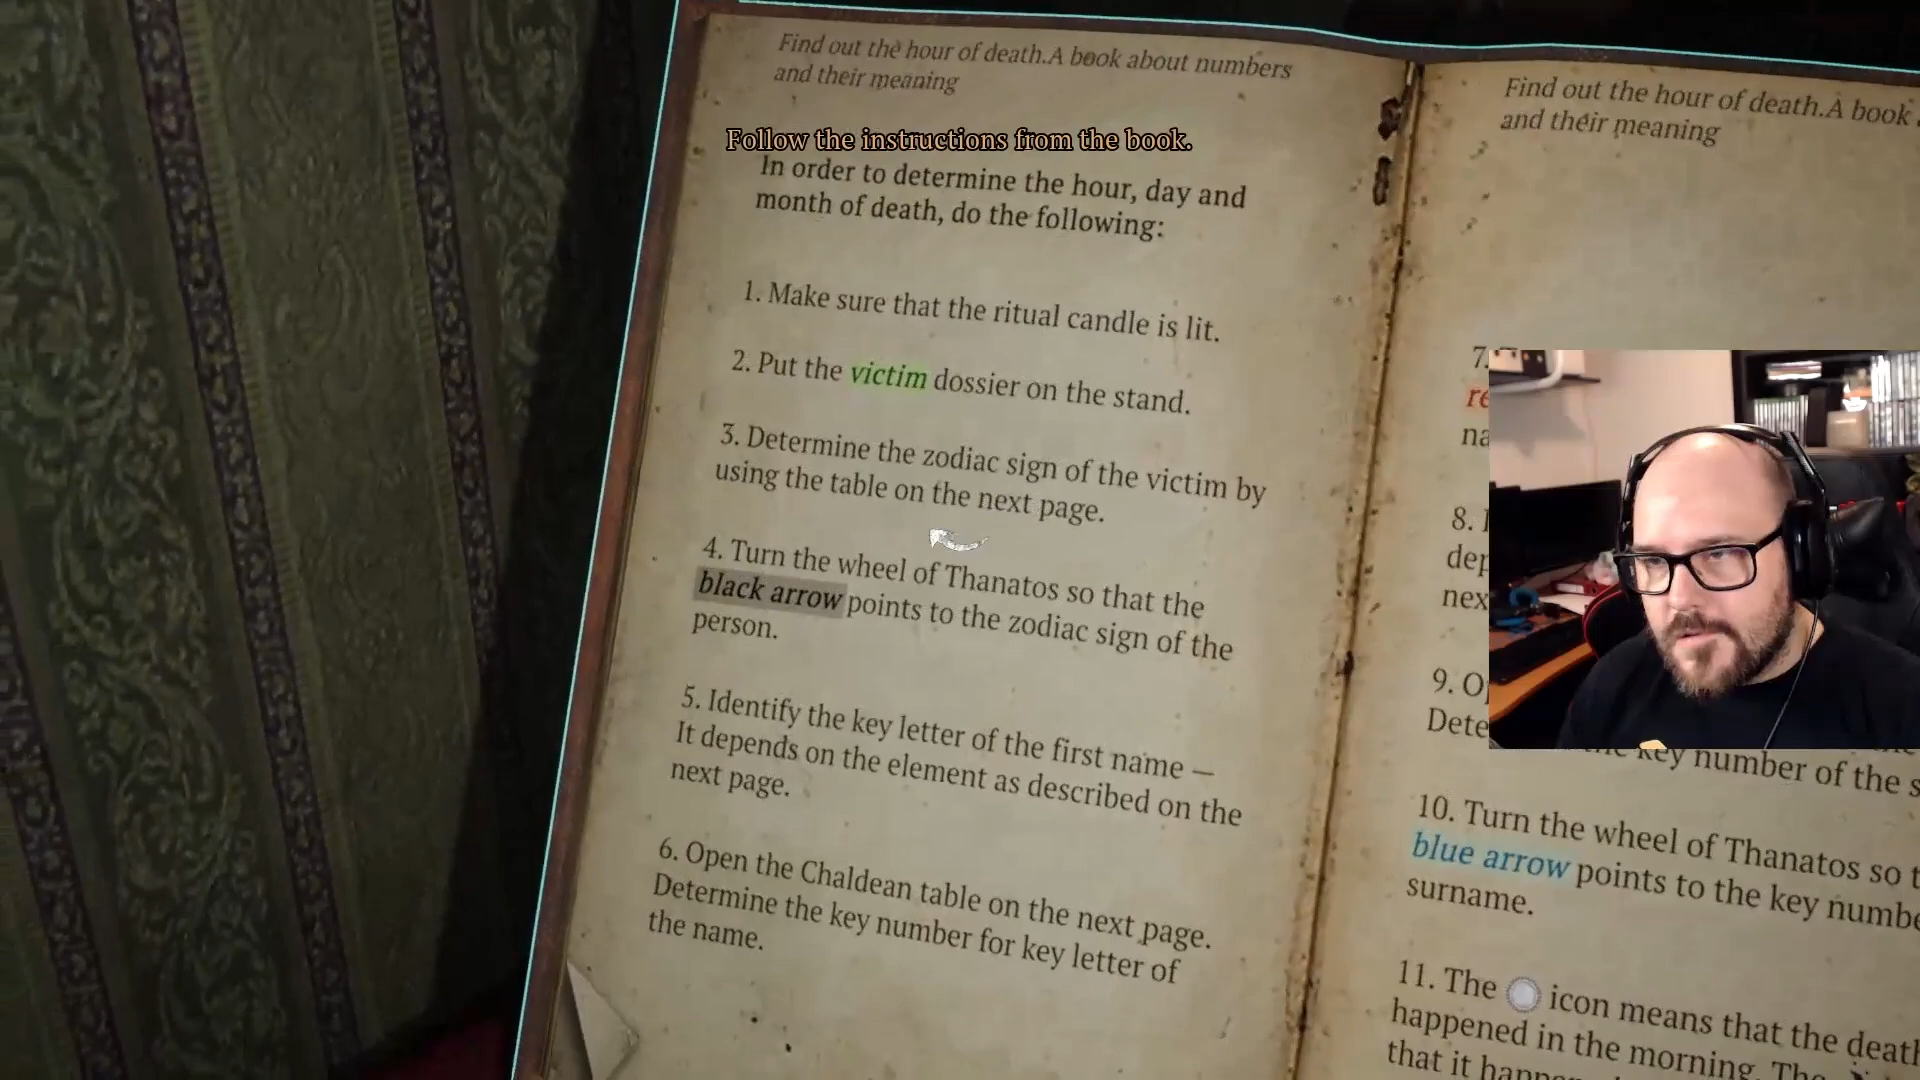 Find out the hour of death.A book about numbers
and their meaning
Follow the instructions from the book.
In order to determine the hour, day and
month of death, do the following:
1. Make sure that the ritual candle is lit.
2. Put the victim dossier on the stand.
3. Determine the zodiac sign of the victim by
using the table on the next page.
4. Turn the wheel of Thanatos so that the
black arrow points to the zodiac sign of the
person.
5. Identify the key letter of the first name —
It depends on the element as described on the
next page.
6. Open the Chaldean table on the next page.
Determine the key number for key letter of
the name.
Find out the hour of death.A book
and their meaning
7.
8.
9.
key number of the
10. Turn the wheel of Thanatos so
blue arrow points to the key
surname.
11. The icon means that the death
happened in the morning. The
that it